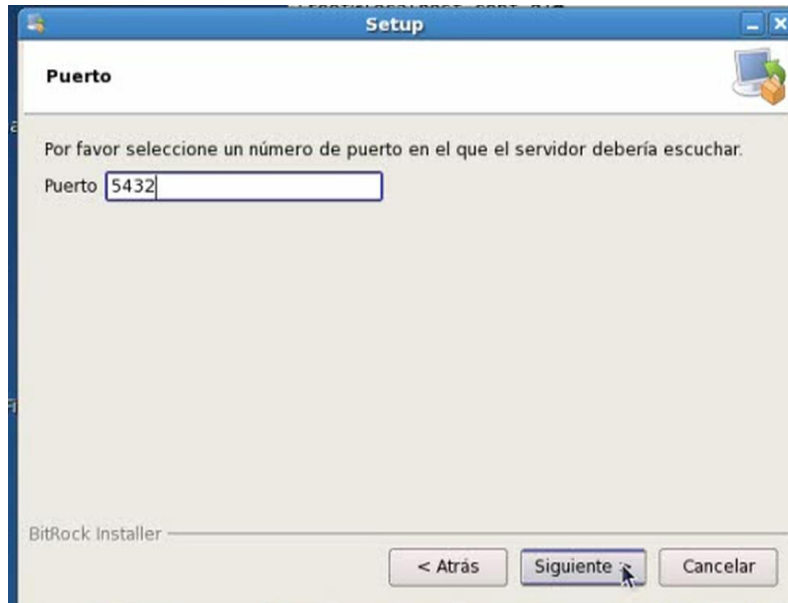 Setup
Puerto
Por favor seleccione un número de puerto en el que el servidor debería escuchar.
Puerto 5432
BitRock Installer
< Atrás
Siguiente
Cancelar